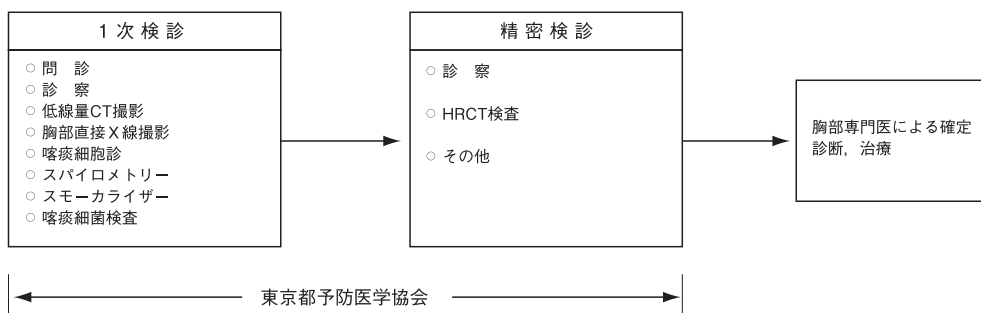 1 次 検 診
○ 問　診
○ 診　察
○ 低線量CT撮影
○ 胸部直接X線撮影
○ 喀痰細胞診
○ スパイロメトリー
○ スモーカライザー
○ 喀痰細菌検査
精 密 検 診
○ 診　察
○ HRCT検査
○ その他
胸部専門医による確定
診断，治療
東京都予防医学協会